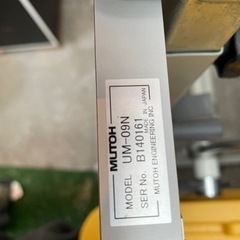 MUTOH
MODEL UM-09N
SER No. B140161
MADE IN JAPAN
MUTOH ENGINEERING INC.